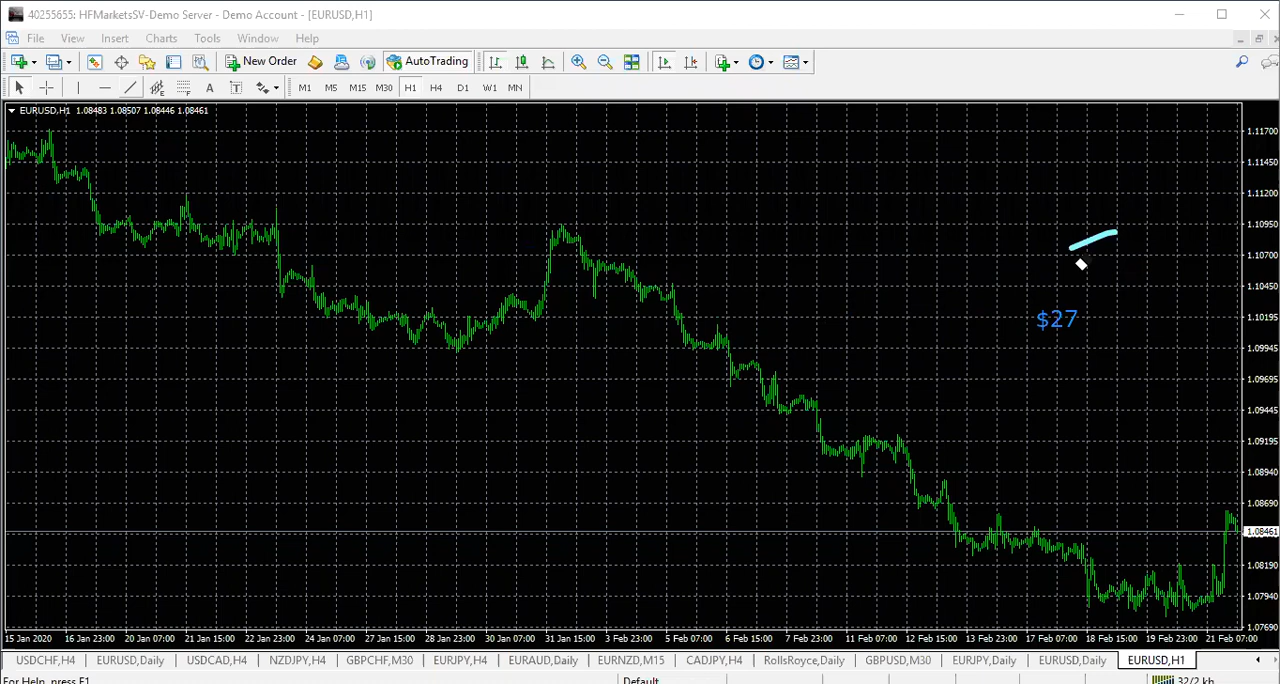 40255655: HFMarketsSV-Demo Server - Demo Account - [EURUSD,H1]
File View Insert Charts Tools Window Help
New Order AutoTrading
A T M1 M5 M15 M30 H1 H4 D1 W1 MN
EURUSD,H1 1.08483 1.08507 1.08446 1.08461
1.11700
1.11450
1.11200
1.10950
1.10700
1.10450
$27
1.10195
1.09945
1.09695
1.09445
1.09195
1.08940
1.08690
1.08461
1.08190
1.07940
1.07690
15 Jan 2020 16 Jan 23:00 20 Jan 07:00 21 Jan 15:00 22 Jan 23:00 24 Jan 07:00 27 Jan 15:00 28 Jan 23:00 30 Jan 07:00 31 Jan 15:00 3 Feb 23:00 5 Feb 07:00 6 Feb 15:00 7 Feb 23:00 11 Feb 07:00 12 Feb 15:00 13 Feb 23:00 17 Feb 07:00 18 Feb 15:00 19 Feb 23:00 21 Feb 07:00
USDCHF,H4 EURUSD,Daily USDCAD,H4 NZDJPY,H4 GBPCHF,M30 EURJPY,H4 EURAUD,Daily EURNZD,M15 CADJPY,H4 RollsRoyce,Daily GBPUSD,M30 EURJPY,Daily EURUSD,Daily EURUSD,H1
For Help, press F1 Default 32/2 kb